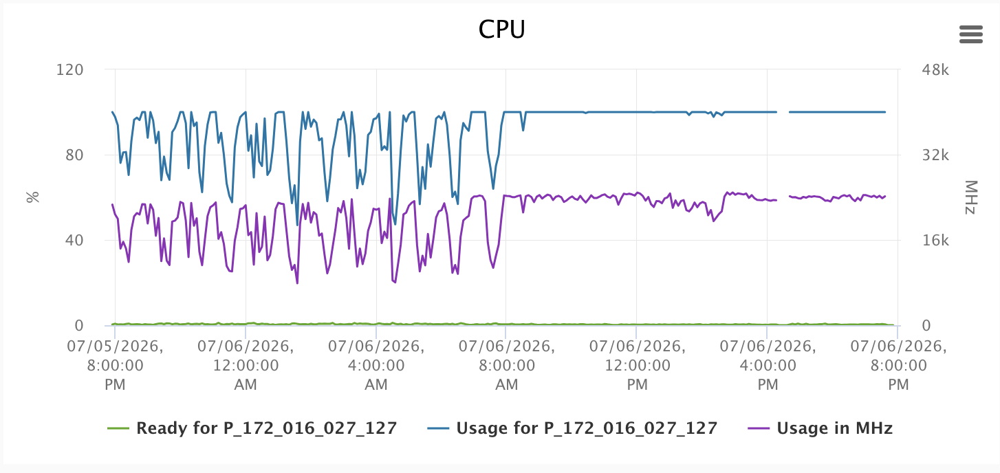 CPU
120
48k
80
32k
%
MHz
40
16k
0
0
07/05/2026, 8:00:00 PM
07/06/2026, 12:00:00 AM
07/06/2026, 4:00:00 AM
07/06/2026, 8:00:00 AM
07/06/2026, 12:00:00 PM
07/06/2026, 4:00:00 PM
07/06/2026, 8:00:00 PM
Ready for P_172_016_027_127
Usage for P_172_016_027_127
Usage in MHz